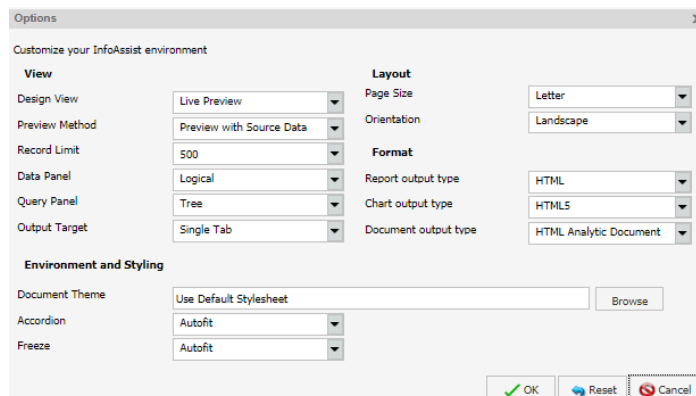 Options
Customize your InfoAssist environment
View
Design View Live Preview
Preview Method Preview with Source Data
Record Limit 500
Data Panel Logical
Query Panel Tree
Output Target Single Tab
Layout
Page Size Letter
Orientation Landscape
Format
Report output type HTML
Chart output type HTML5
Document output type HTML Analytic Document
Environment and Styling
Document Theme Use Default Stylesheet Browse
Accordion Autofit
Freeze Autofit
OK Reset Cancel